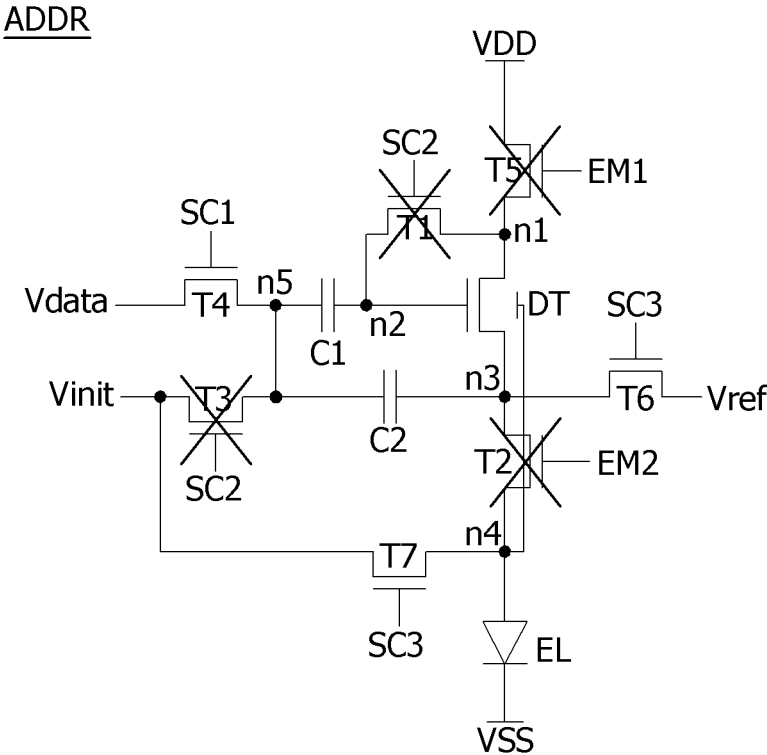 ADDR
VDD
SC2
T5
EM1
SC1
T1
n1
n5
Vdata
T4
n2
DT
SC3
C1
n3
Vinit
T3
T6
Vref
C2
T2
EM2
SC2
n4
T7
SC3
EL
VSS